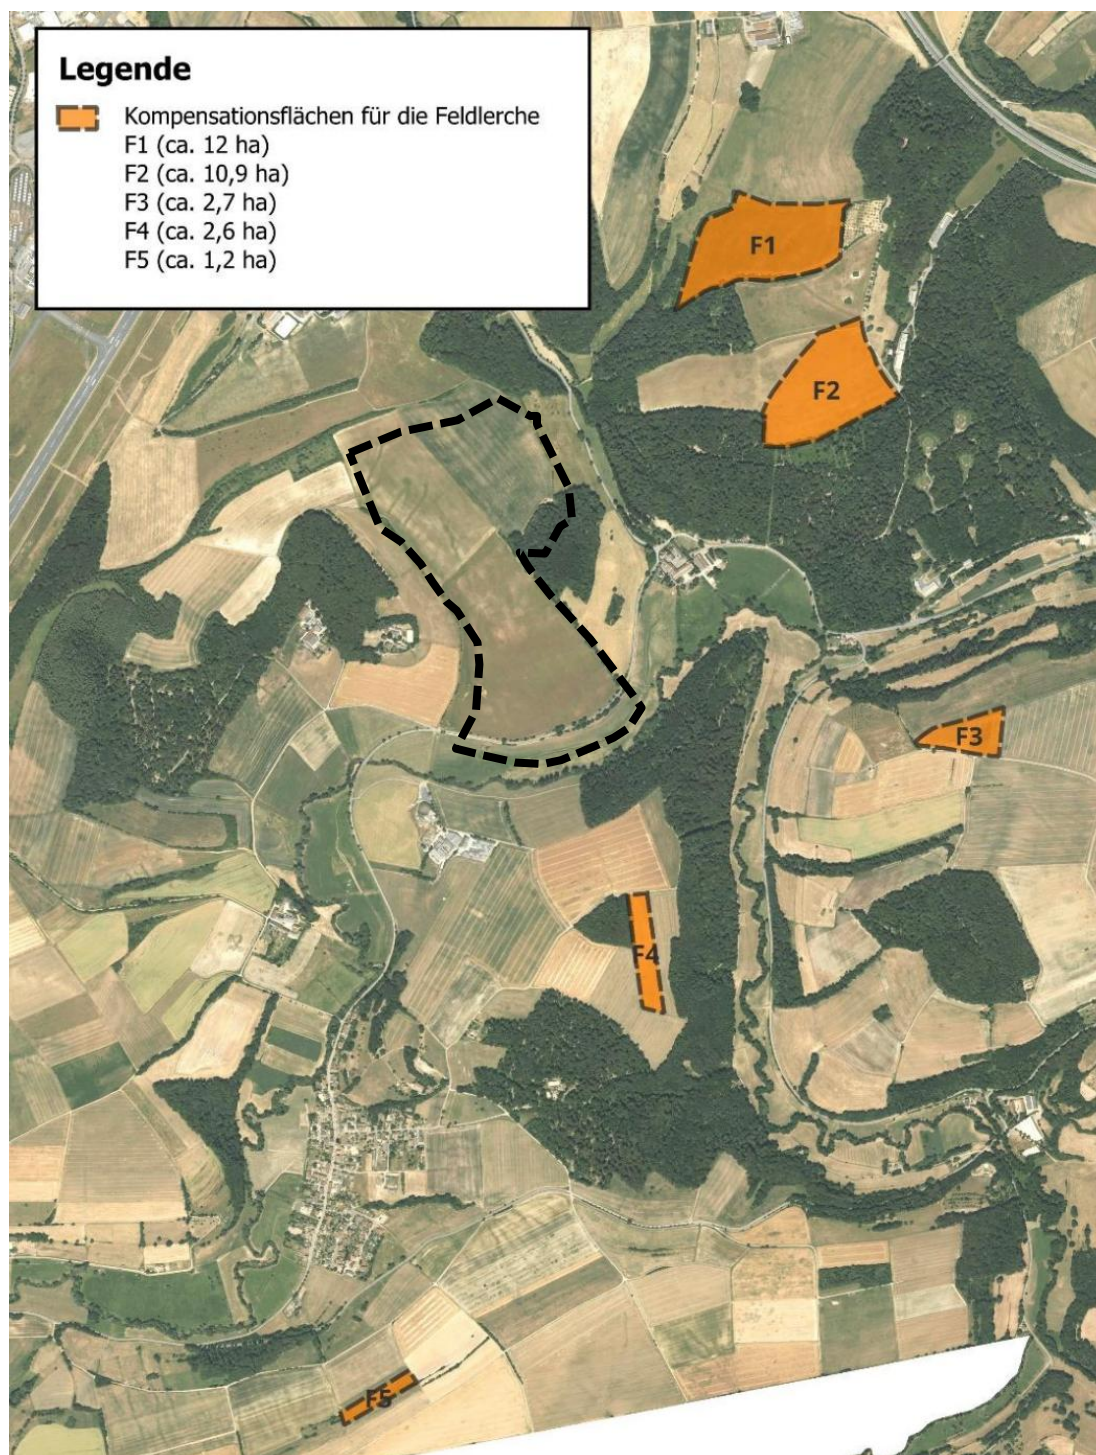 Legende
Kompensationsflächen für die Feldlerche
F1 (ca. 12 ha)
F2 (ca. 10,9 ha)
F3 (ca. 2,7 ha)
F4 (ca. 2,6 ha)
F5 (ca. 1,2 ha)
F1
F2
F3
F4
F5